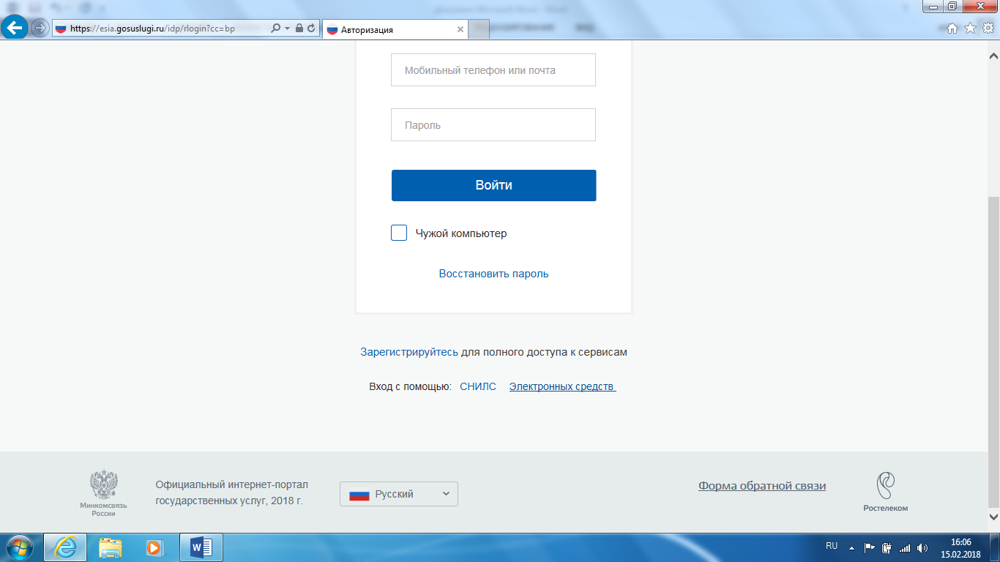 https://esia.gosuslugi.ru/idp/rlogin?cc=bp
Авторизация
Мобильный телефон или почта
Пароль
Войти
Чужой компьютер
Восстановить пароль
Зарегистрируйтесь для полного доступа к сервисам
Вход с помощью: СНИЛС Электронных средств
Минкомсвязь
России
Официальный интернет-портал
государственных услуг, 2018 г.
Русский
Форма обратной связи
Ростелеком
RU
16:06
15.02.2018